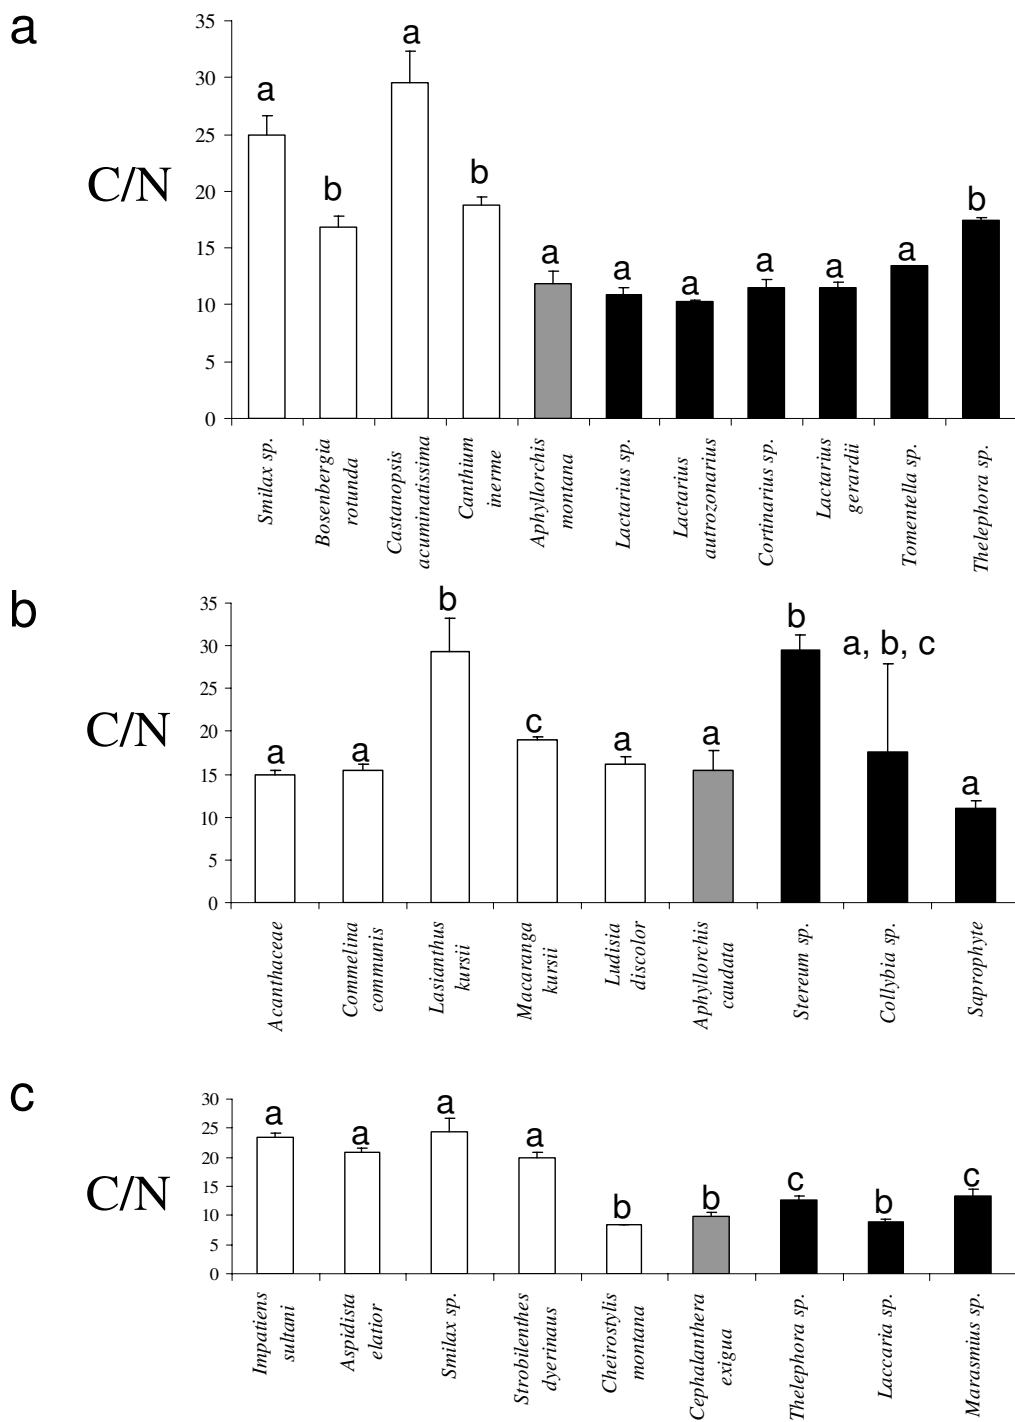 a
35
30
25
20
15
10
5
0
C/N
a
b
a
b
a
a
a
a
a
a
b
Smilax sp.
Bosenbergia
rotunda
Castanopsis
acuminatissima
Canthium
inerme
Aphyllorchis
montana
Lactarius sp.
Lactarius
autrozonarius
Cortinarius sp.
Lactarius
gerardii
Tomentella sp.
Thelephora sp.
b
35
30
25
20
15
10
5
0
C/N
a
a
b
c
a
a
b
a, b, c
a
Acanthaceae
Commelina
communis
Lasianthus
kursii
Macaranga
kursii
Ludisia
discolor
Aphyllorchis
caudata
Stereum sp.
Collybia sp.
Saprophyte
c
30
25
20
15
10
5
0
C/N
a
a
a
a
b
b
c
b
c
Impatiens
sultani
Aspidista
elatior
Smilax sp.
Strobilenthes
dyerinaus
Cheirostylis
montana
Cephalanthera
exigua
Thelephora sp.
Laccaria sp.
Marasmius sp.